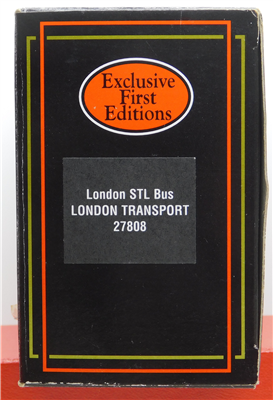 Exclusive
First
Editions
London STL Bus
LONDON TRANSPORT
27808